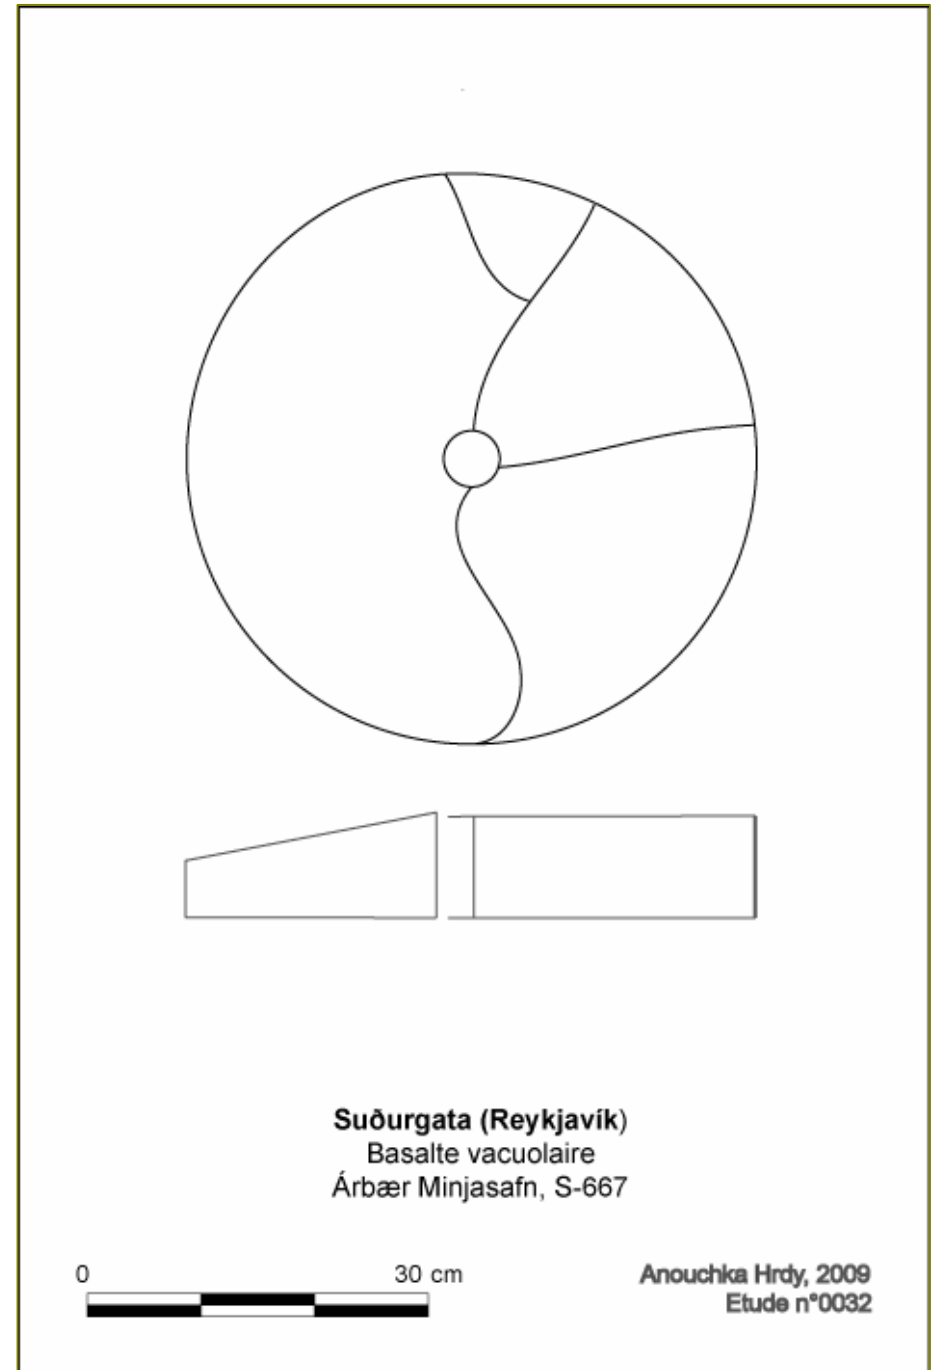 Suðurgata (Reykjavík)
Basalte vacuolaire
Árbær Minjasafn, S-667
0 30 cm
Anouchka Hrdy, 2009
Etude n°0032